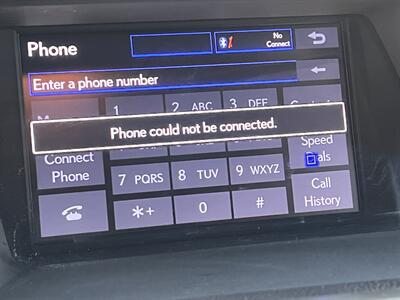 Phone
No
Connect
Enter a phone number
1
2 ABC
3 DEF
Phone could not be connected.
Connect
Phone
Speed
7 PQRS
8 TUV
9 WXYZ
Call
History
*+
0
#